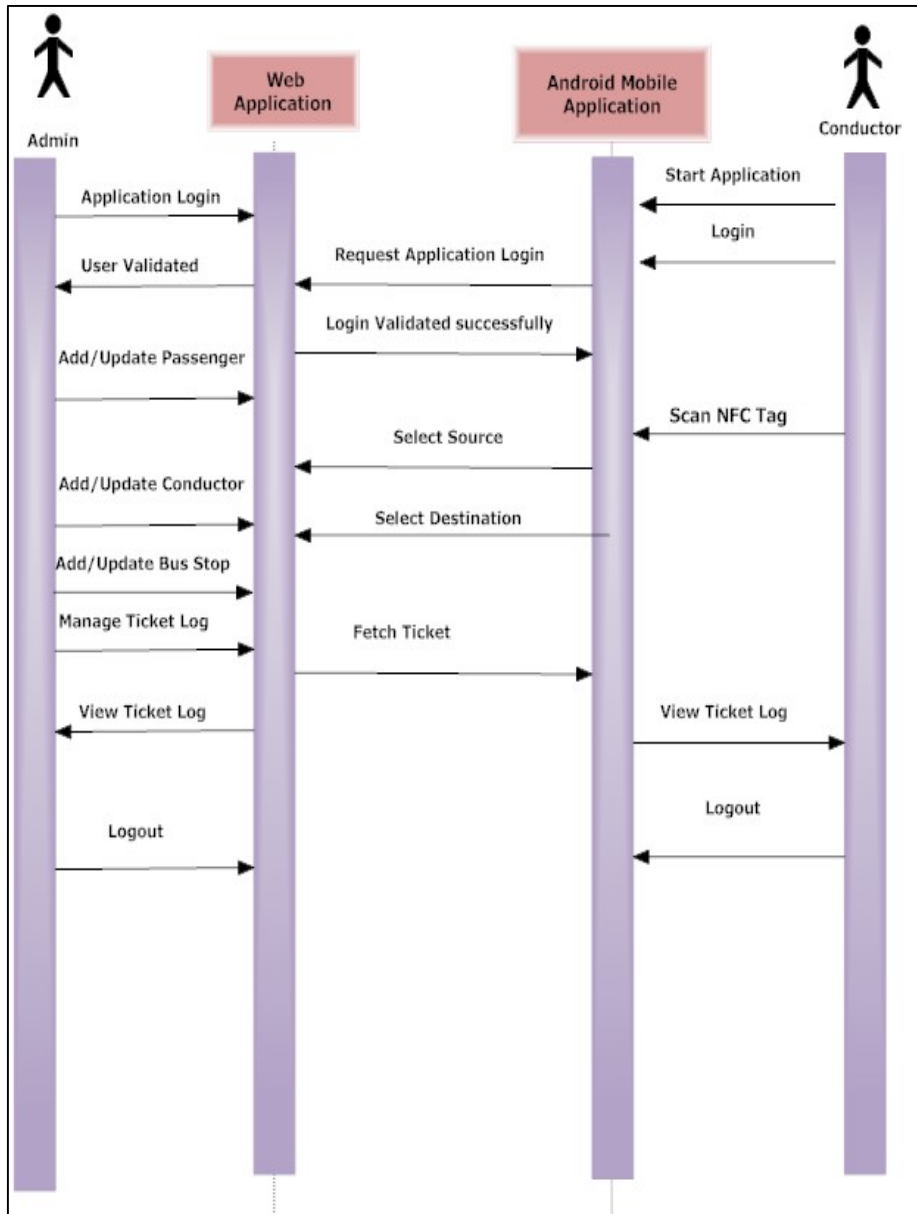 Web
Application
Android Mobile
Application
Admin
Conductor
Start Application
Application Login
Login
Request Application Login
User Validated
Login Validated successfully
Add/Update Passenger
Scan NFC Tag
Select Source
Add/Update Conductor
Select Destination
Add/Update Bus Stop
Manage Ticket Log
Fetch Ticket
View Ticket Log
View Ticket Log
Logout
Logout